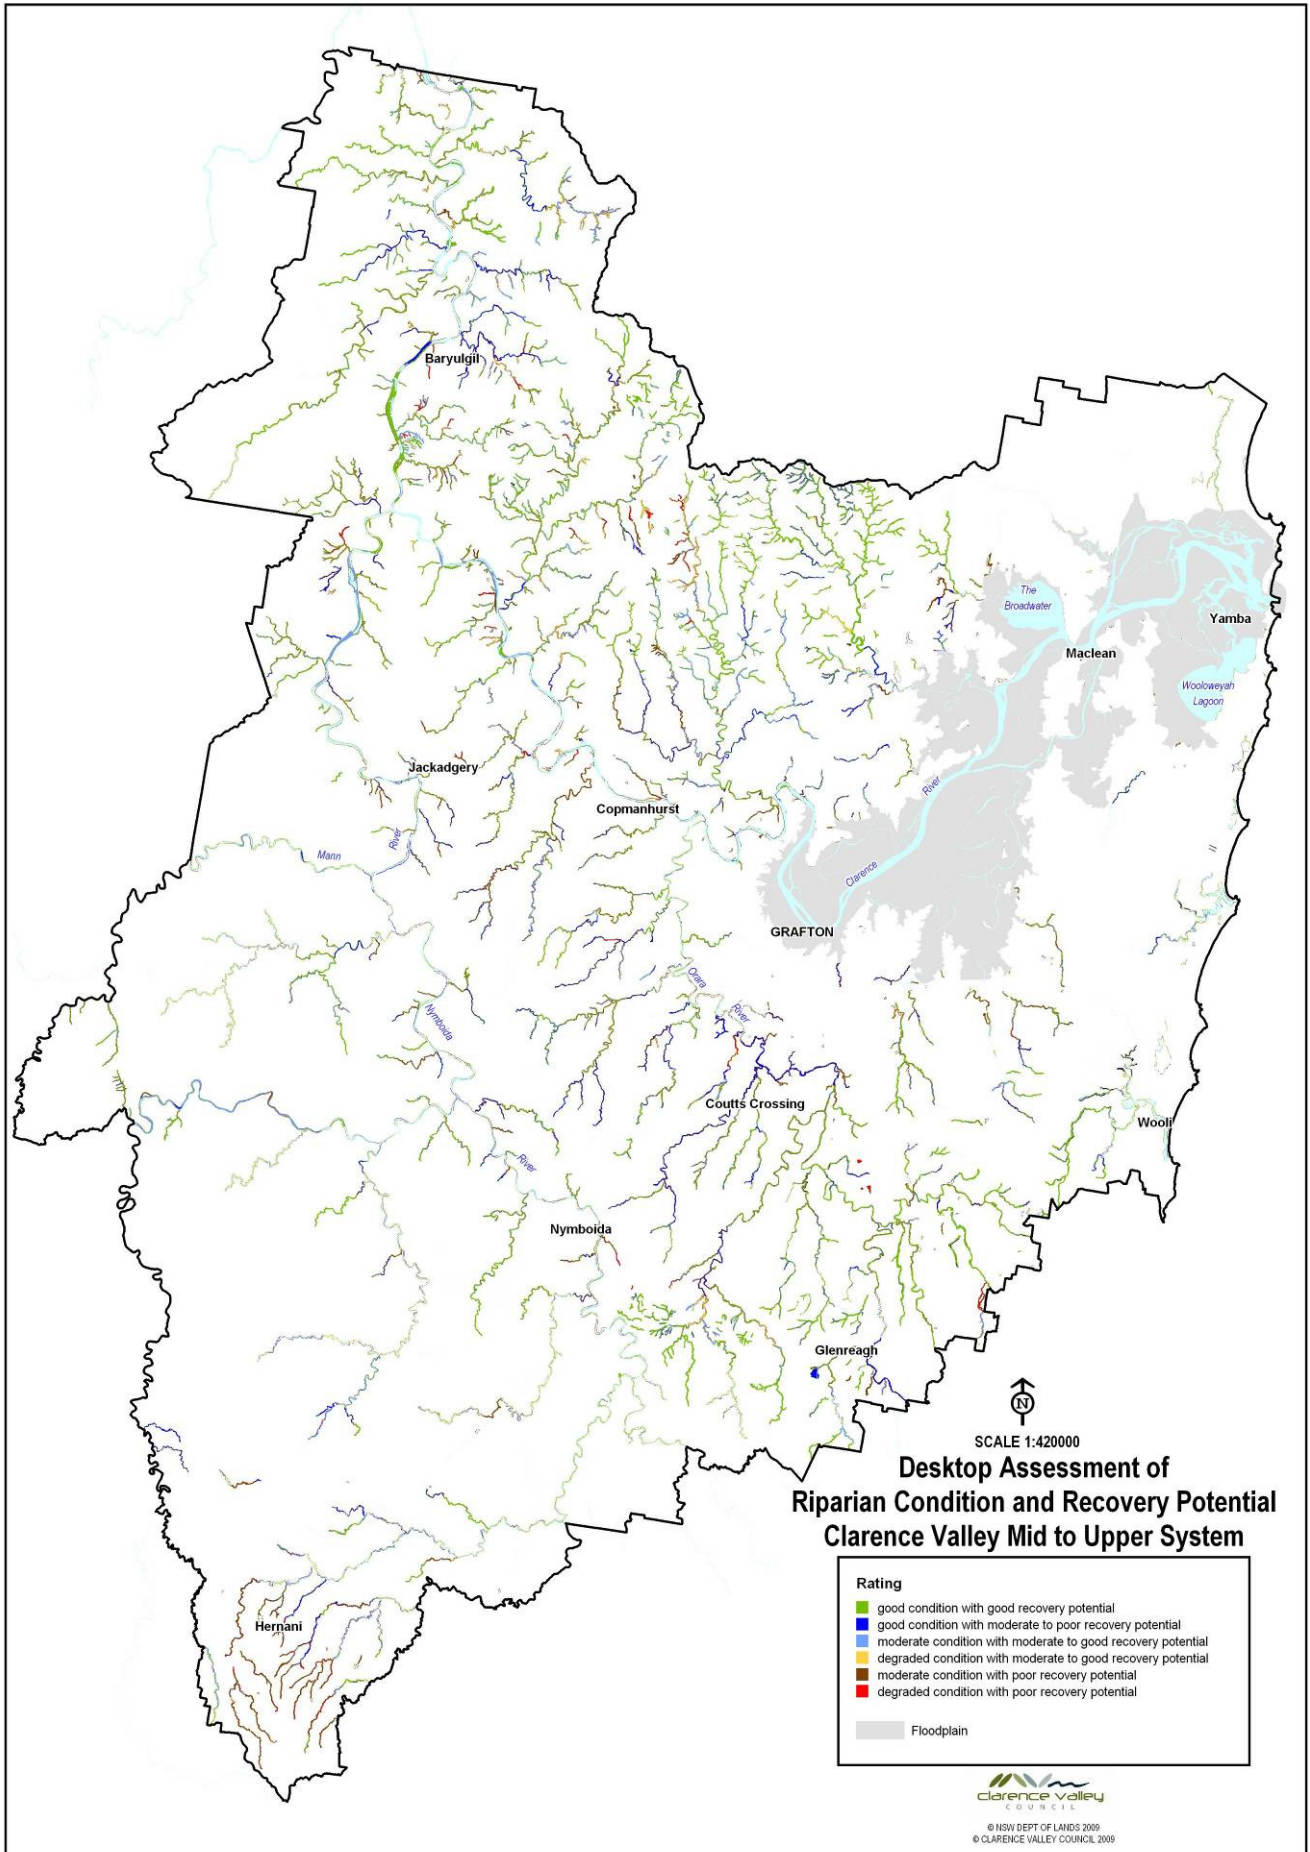 Baryulgil
The
Broadwater
Yamba
Maclean
Wooloweyah
Lagoon
Jackadgery
River
Copmanhurst
Mann
River
Clarence
GRAFTON
Orara
River
Nymboida
Coutts Crossing
Wooli
River
Nymboida
Glenreagh
N
SCALE 1:420000
Desktop Assessment of
Riparian Condition and Recovery Potential
Clarence Valley Mid to Upper System
Rating
good condition with good recovery potential
good condition with moderate to poor recovery potential
moderate condition with moderate to good recovery potential
degraded condition with moderate to good recovery potential
moderate condition with poor recovery potential
degraded condition with poor recovery potential
Floodplain
Hernani
clarence valley
COUNCIL
© NSW DEPT OF LANDS 2009
© CLARENCE VALLEY COUNCIL 2009